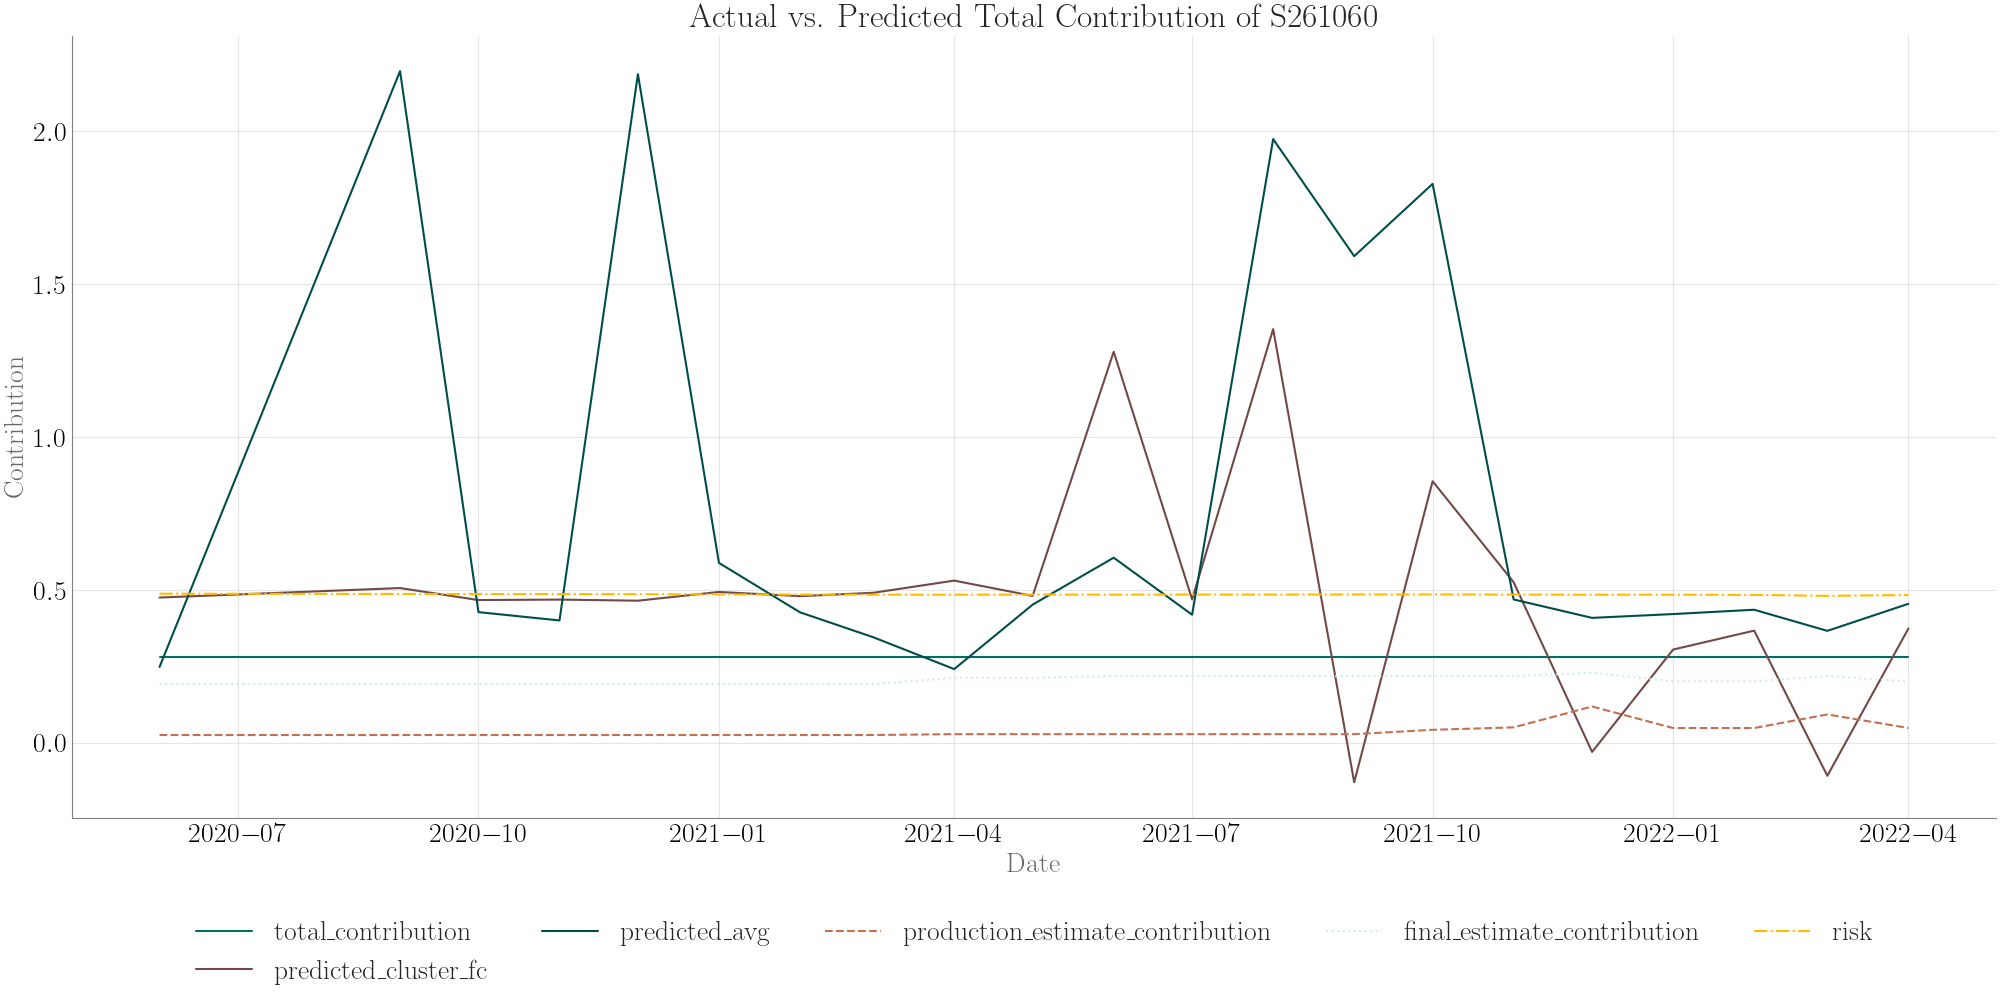 Actual vs. Predicted Total Contribution of S261060
Contribution
2.0
1.5
1.0
0.5
0.0
2020−07 2020−10 2021−01 2021−04 2021−07 2021−10 2022−01 2022−04
Date
total_contribution predicted_avg production_estimate_contribution final_estimate_contribution risk
predicted_cluster_fc